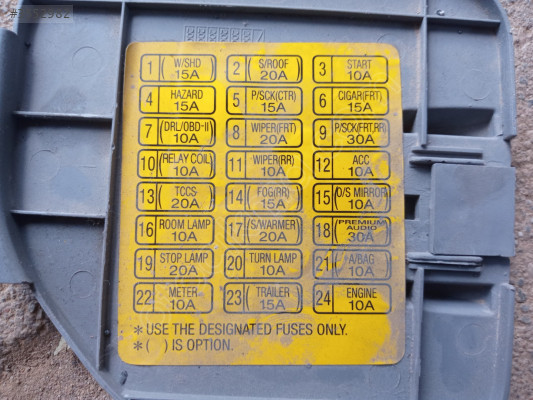 1 (W/SHD 15A) 2 (S/ROOF 20A) 3 START 10A
4 HAZARD 15A 5 P/SCK(CTR) 15A 6 CIGAR(FRT) 15A
7 (DRL/OBD-II 10A) 8 WIPER(FRT) 20A 9 P/SCK(FRT,RR) 30A
10 (RELAY COIL 10A) 11 WIPER(RR) 10A 12 ACC 10A
13 (TCCS 20A) 14 (FOG(RR) 15A) 15 (O/S MIRROR 10A)
16 ROOM LAMP 10A 17 (S/WARMER 20A) 18 (PREMIUM AUDIO 30A)
19 STOP LAMP 20A 20 TURN LAMP 10A 21 (A/BAG 10A)
22 METER 10A 23 (TRAILER 15A) 24 ENGINE 10A
* USE THE DESIGNATED FUSES ONLY.
* ( ) IS OPTION.